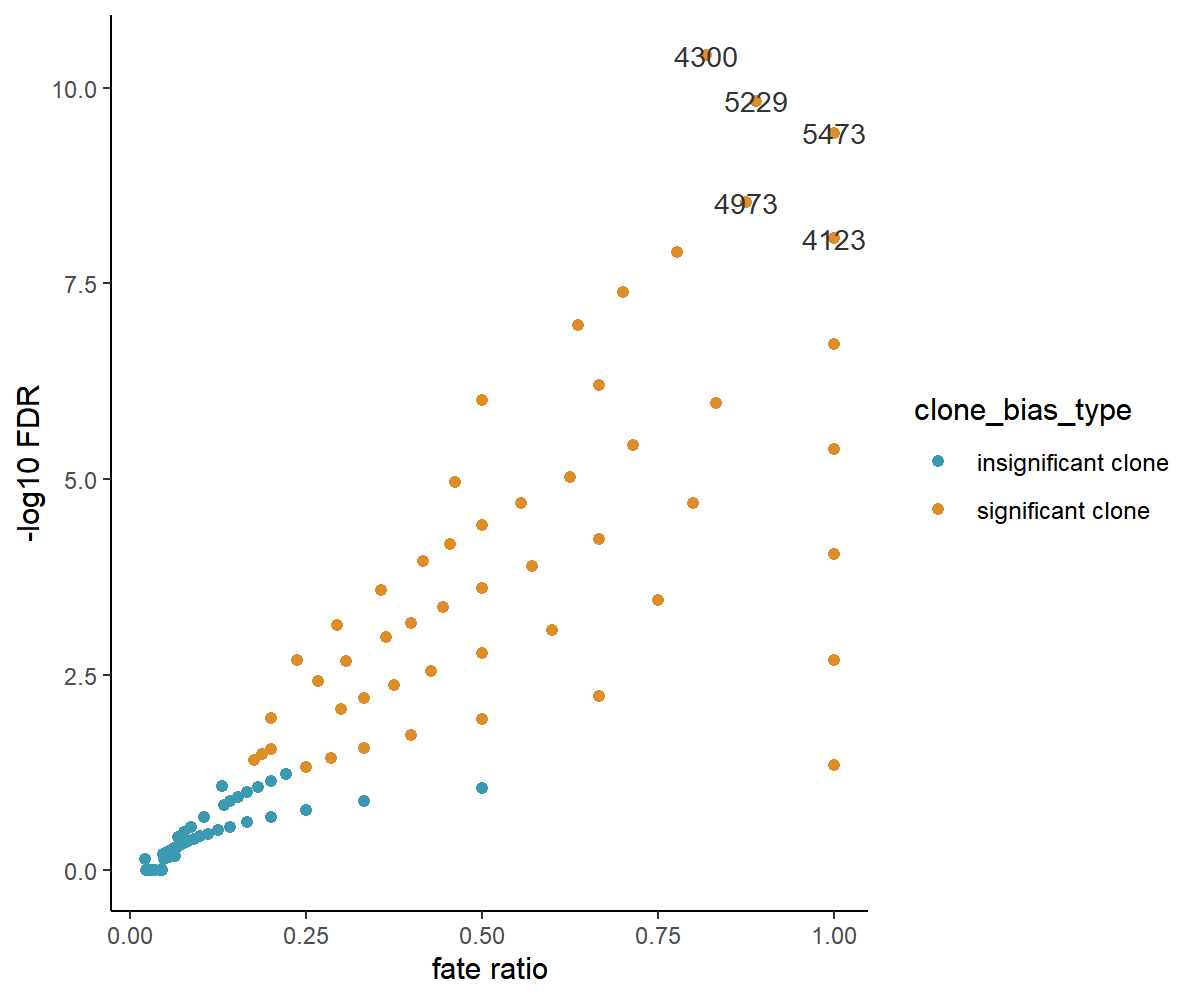 4300
5229
5473
4973
4123
10.0
7.5
5.0
2.5
0.0
-log10 FDR
0.00 0.25 0.50 0.75 1.00
fate ratio
clone_bias_type
insignificant clone
significant clone